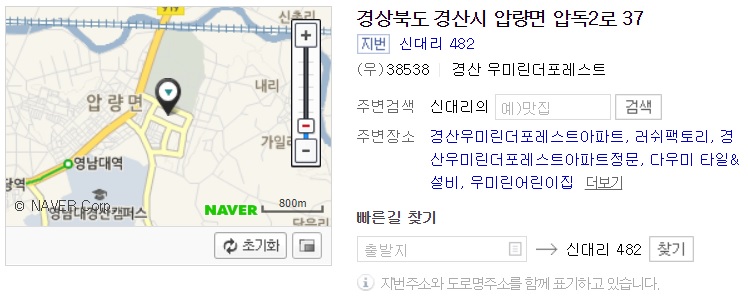 919
신촌리
내리
압량면
가일리
영남대역
당역
© NAVER Corp.
영남대경산캠퍼스
NAVER 800m
초기화
경상북도 경산시 압량면 압독2로 37
지번 신대리 482
(우)38538 경산 우미린더포레스트
주변검색 신대리의 예)맛집 검색
주변장소 경산우미린더포레스트아파트, 러쉬팩토리, 경
산우미린더포레스트아파트정문, 다우미 타일&
설비, 우미린어린이집 더보기
빠른길 찾기
출발지 → 신대리 482 찾기
지번주소와 도로명주소를 함께 표기하고 있습니다.